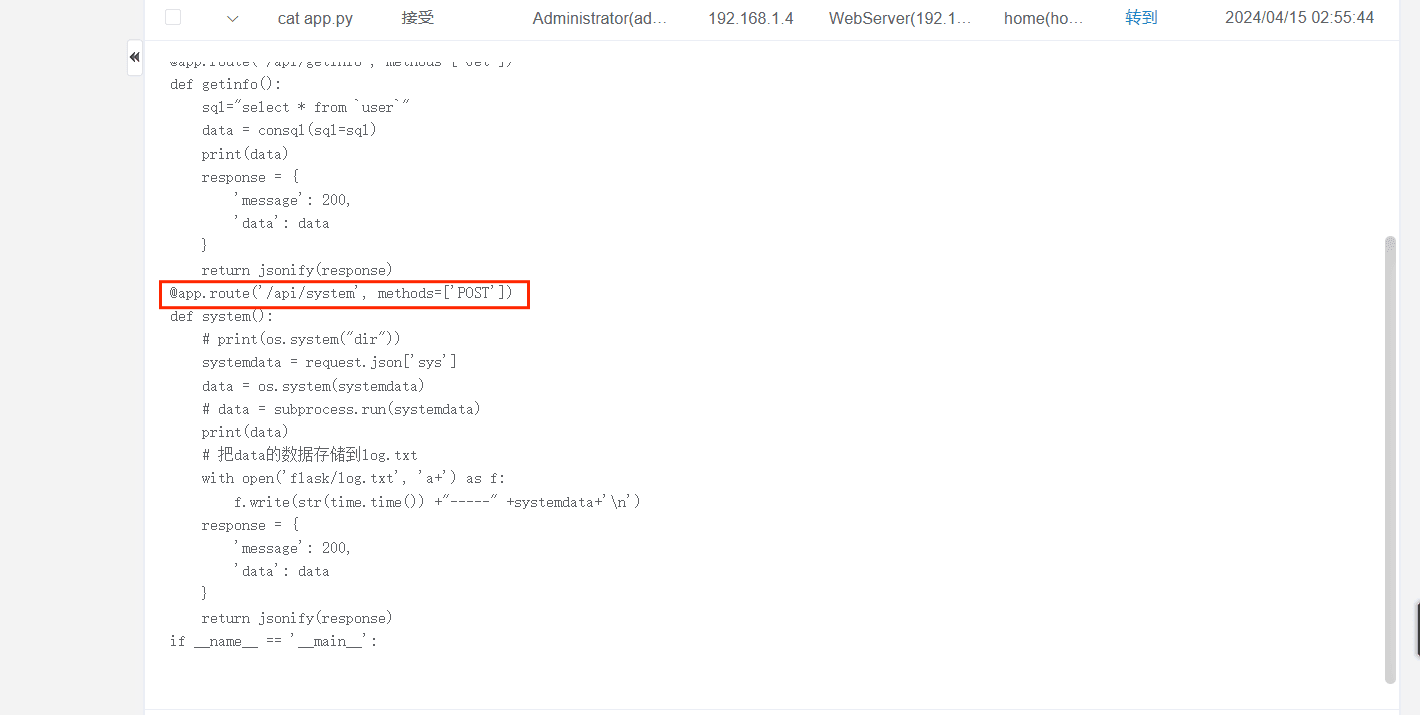 cat app.py 接受 Administrator(ad... 192.168.1.4 WebServer(192.1... home(ho... 转到 2024/04/15 02:55:44
@app.route('/api/getinfo', methods=['Get'])
def getinfo():
    sql="select * from `user`"
    data = consql(sql=sql)
    print(data)
    response = {
        'message': 200,
        'data': data
    }
    return jsonify(response)
@app.route('/api/system', methods=['POST'])
def system():
    # print(os.system("dir"))
    systemdata = request.json['sys']
    data = os.system(systemdata)
    # data = subprocess.run(systemdata)
    print(data)
    # 把data的数据存储到log.txt
    with open('flask/log.txt', 'a+') as f:
        f.write(str(time.time()) +"-----" +systemdata+'\n')
    response = {
        'message': 200,
        'data': data
    }
    return jsonify(response)
if __name__ == '__main__':